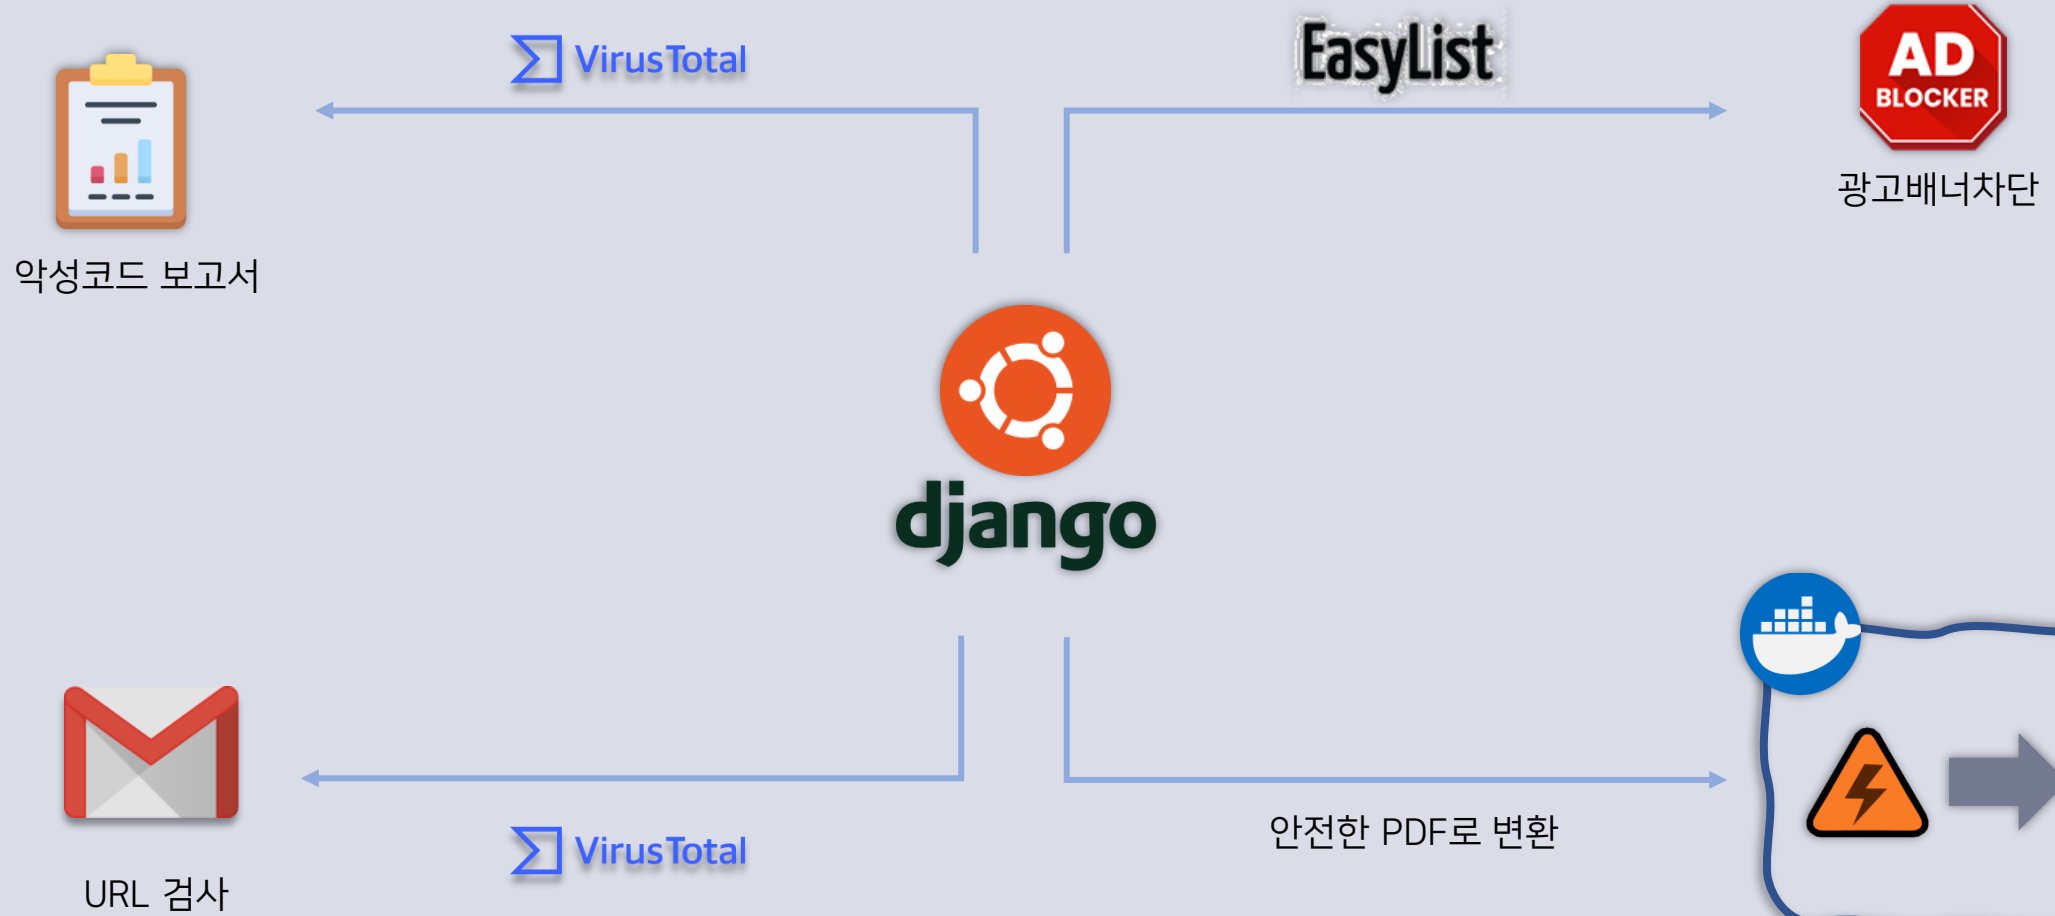 VirusTotal
EasyList
AD
BLOCKER
광고배너차단
악성코드 보고서
django
안전한 PDF로 변환
VirusTotal
URL 검사